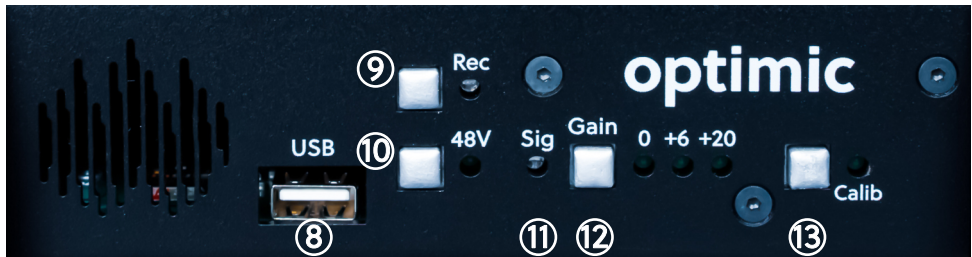 ⑨ Rec optimic
⑩ 48V Sig Gain 0 +6 +20
USB
Calib
⑧ ⑪ ⑫ ⑬